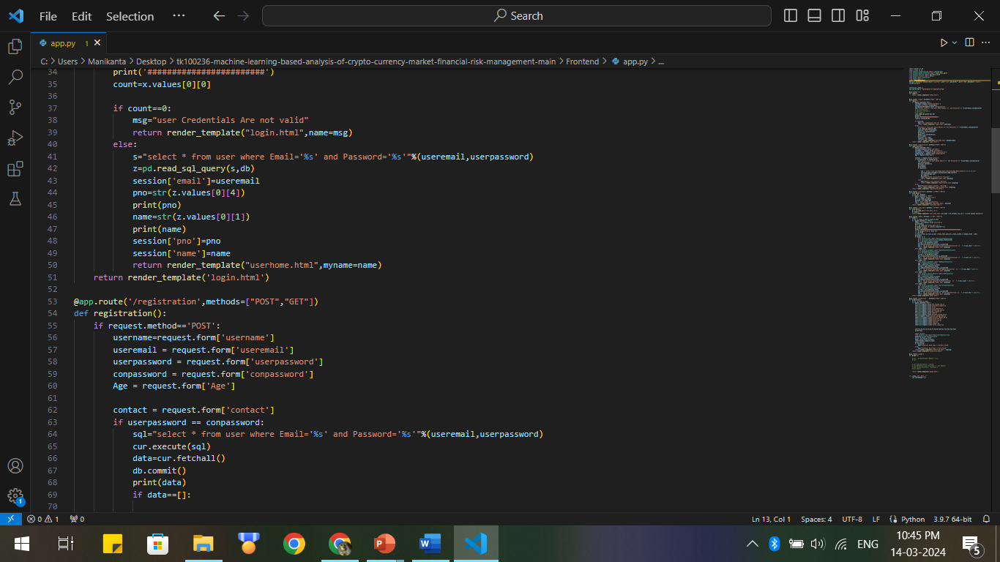 File Edit Selection ··· Search
app.py 1
C: > Users > Manikanta > Desktop > tk100236-machine-learning-based-analysis-of-crypto-currency-market-financial-risk-management-main > Frontend > app.py > ...
34 print('########################')
35 count=x.values[0][0]
36
37 if count==0:
38 msg="user Credentials Are not valid"
39 return render_template("login.html",name=msg)
40 else:
41 s="select * from user where Email='%s' and Password='%s'"%(useremail,userpassword)
42 z=pd.read_sql_query(s,db)
43 session['email']=useremail
44 pno=str(z.values[0][4])
45 print(pno)
46 name=str(z.values[0][1])
47 print(name)
48 session['pno']=pno
49 session['name']=name
50 return render_template("userhome.html",myname=name)
51 return render_template('login.html')
52
53 @app.route('/registration',methods=["POST","GET"])
54 def registration():
55 if request.method=='POST':
56 username=request.form['username']
57 useremail = request.form['useremail']
58 userpassword = request.form['userpassword']
59 conpassword = request.form['conpassword']
60 Age = request.form['Age']
61
62 contact = request.form['contact']
63 if userpassword == conpassword:
64 sql="select * from user where Email='%s' and Password='%s'"%(useremail,userpassword)
65 cur.execute(sql)
66 data=cur.fetchall()
67 db.commit()
68 print(data)
69 if data==[]:
70
1
0 1 0 Ln 13, Col 1 Spaces: 4 UTF-8 LF Python 3.9.7 64-bit
ENG 10:45 PM
14-03-2024 5